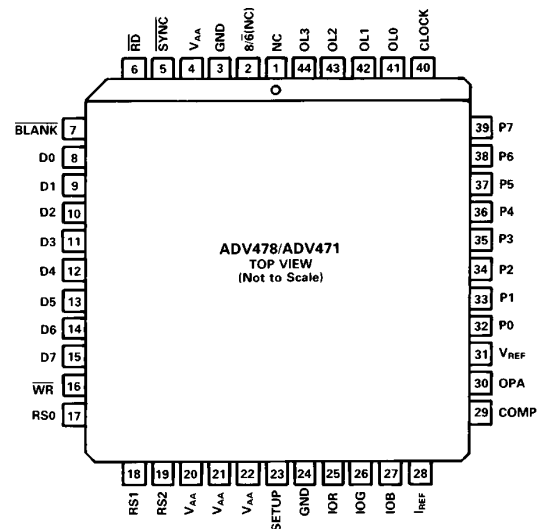 R̅D̅
S̅Y̅N̅C̅
VAA
GND
8/6̅(NC)
NC
OL3
OL2
OL1
OL0
CLOCK
6 5 4 3 2 1 44 43 42 41 40
B̅L̅A̅N̅K̅ 7
D0 8
D1 9
D2 10
D3 11
D4 12
D5 13
D6 14
D7 15
W̅R̅ 16
RS0 17
ADV478/ADV471
TOP VIEW
(Not to Scale)
39 P7
38 P6
37 P5
36 P4
35 P3
34 P2
33 P1
32 P0
31 VREF
30 OPA
29 COMP
18 19 20 21 22 23 24 25 26 27 28
RS1
RS2
VAA
VAA
VAA
SETUP
GND
IOR
IOG
IOB
IREF